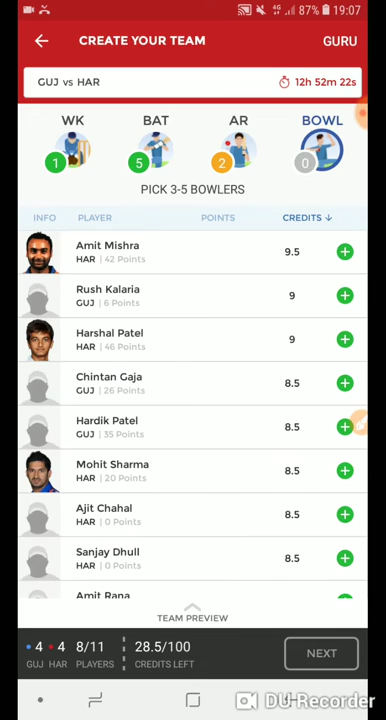 4G 87% 19:07
CREATE YOUR TEAM GURU
GUJ vs HAR 12h 52m 22s
WK BAT AR BOWL
1 5 2 0
PICK 3-5 BOWLERS
INFO PLAYER POINTS CREDITS ↓
Amit Mishra
HAR | 42 Points 9.5
Rush Kalaria
GUJ | 6 Points 9
Harshal Patel
HAR | 46 Points 9
Chintan Gaja
GUJ | 26 Points 8.5
Hardik Patel
GUJ | 35 Points 8.5
Mohit Sharma
HAR | 20 Points 8.5
Ajit Chahal
HAR | 0 Points 8.5
Sanjay Dhull
HAR | 0 Points 8.5
Amit Rana
TEAM PREVIEW
4 4 8/11 28.5/100 NEXT
GUJ HAR PLAYERS CREDITS LEFT
DU Recorder